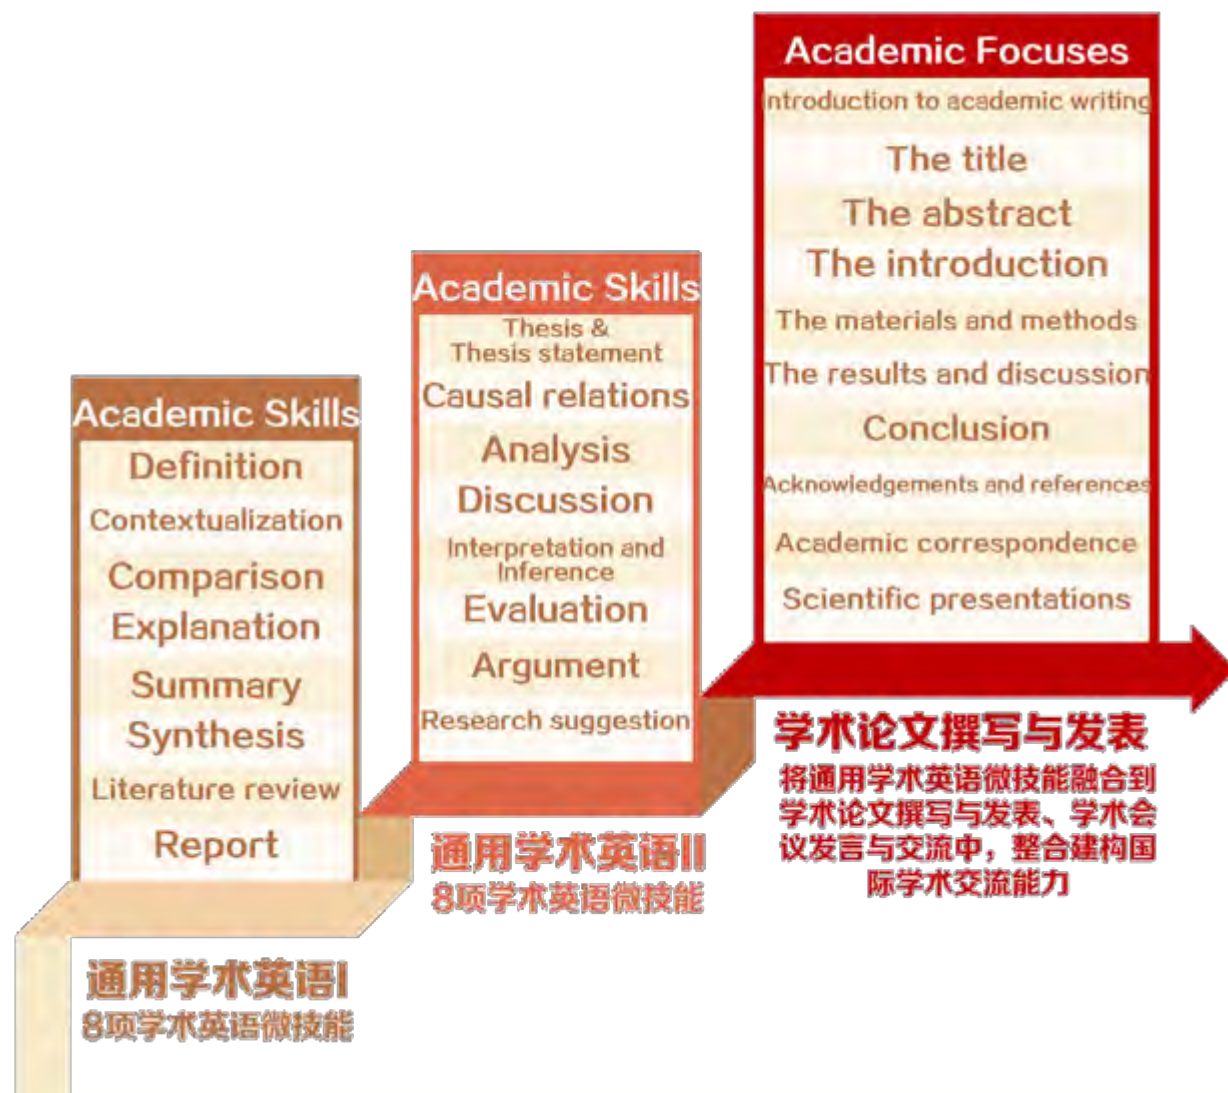 Academic Skills
Definition
Contextualization
Comparison
Explanation
Summary
Synthesis
Literature review
Report
通用学术英语I
8项学术英语微技能
Academic Skills
Thesis &
Thesis statement
Causal relations
Analysis
Discussion
Interpretation and
Inference
Evaluation
Argument
Research suggestion
通用学术英语II
8项学术英语微技能
Academic Focuses
Introduction to academic writing
The title
The abstract
The introduction
The materials and methods
The results and discussion
Conclusion
Acknowledgements and references
Academic correspondence
Scientific presentations
学术论文撰写与发表
将通用学术英语微技能融合到
学术论文撰写与发表、学术会
议发言与交流中，整合建构国
际学术交流能力